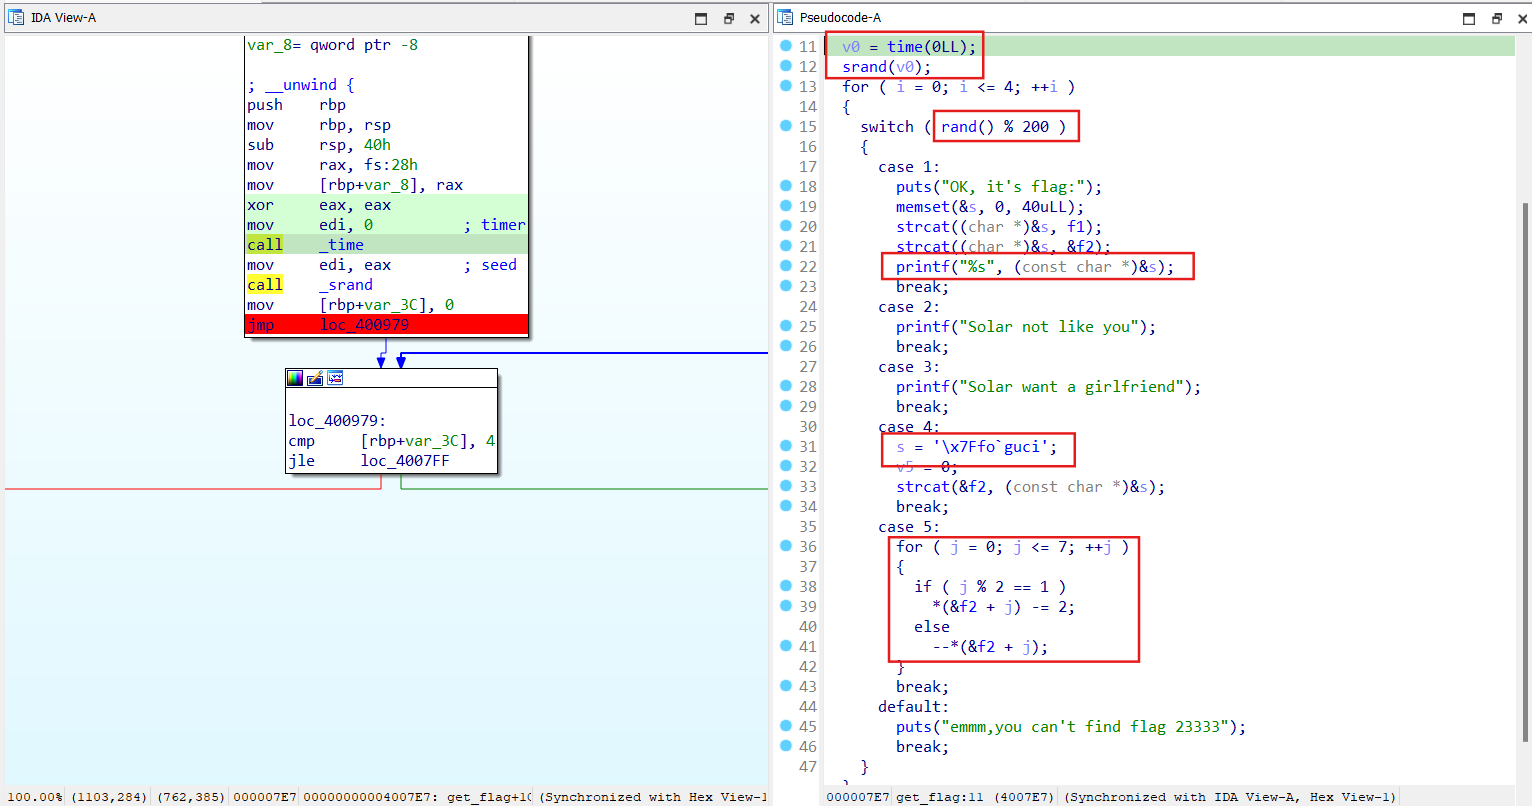 IDA View-A
var_8= qword ptr -8
; __unwind {
push rbp
mov rbp, rsp
sub rsp, 40h
mov rax, fs:28h
mov [rbp+var_8], rax
xor eax, eax
mov edi, 0 ; timer
call _time
mov edi, eax ; seed
call _srand
mov [rbp+var_3C], 0
jmp loc_400979
loc_400979:
cmp [rbp+var_3C], 4
jle loc_4007FF
100.00% (1103,284) (762,385) 000007E7 00000000004007E7: get_flag+10 (Synchronized with Hex View-1
Pseudocode-A
11 v0 = time(0LL);
12 srand(v0);
13 for ( i = 0; i <= 4; ++i )
14 {
15 switch ( rand() % 200 )
16 {
17 case 1:
18 puts("OK, it's flag:");
19 memset(&s, 0, 40uLL);
20 strcat((char *)&s, f1);
21 strcat((char *)&s, &f2);
22 printf("%s", (const char *)&s);
23 break;
24 case 2:
25 printf("Solar not like you");
26 break;
27 case 3:
28 printf("Solar want a girlfriend");
29 break;
30 case 4:
31 s = '\x7Ffo`guci';
32 v5 = 0;
33 strcat(&f2, (const char *)&s);
34 break;
35 case 5:
36 for ( j = 0; j <= 7; ++j )
37 {
38 if ( j % 2 == 1 )
39 *(&f2 + j) -= 2;
40 else
41 --*(&f2 + j);
42 }
43 break;
44 default:
45 puts("emmm,you can't find flag 23333");
46 break;
47 }
000007E7 get_flag:11 (4007E7) (Synchronized with IDA View-A, Hex View-1)